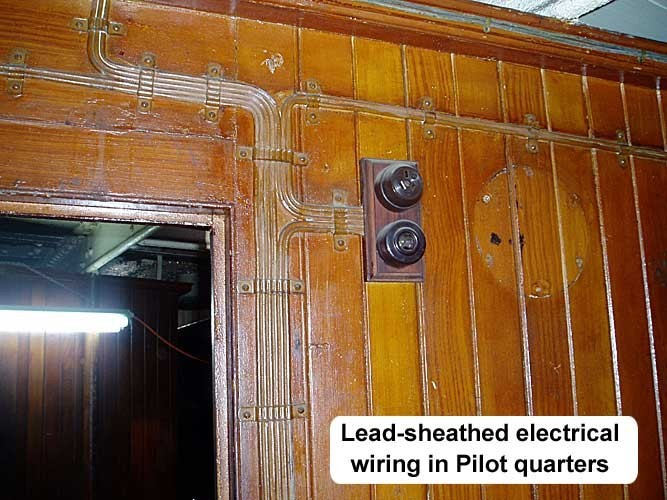 Lead-sheathed electrical
wiring in Pilot quarters